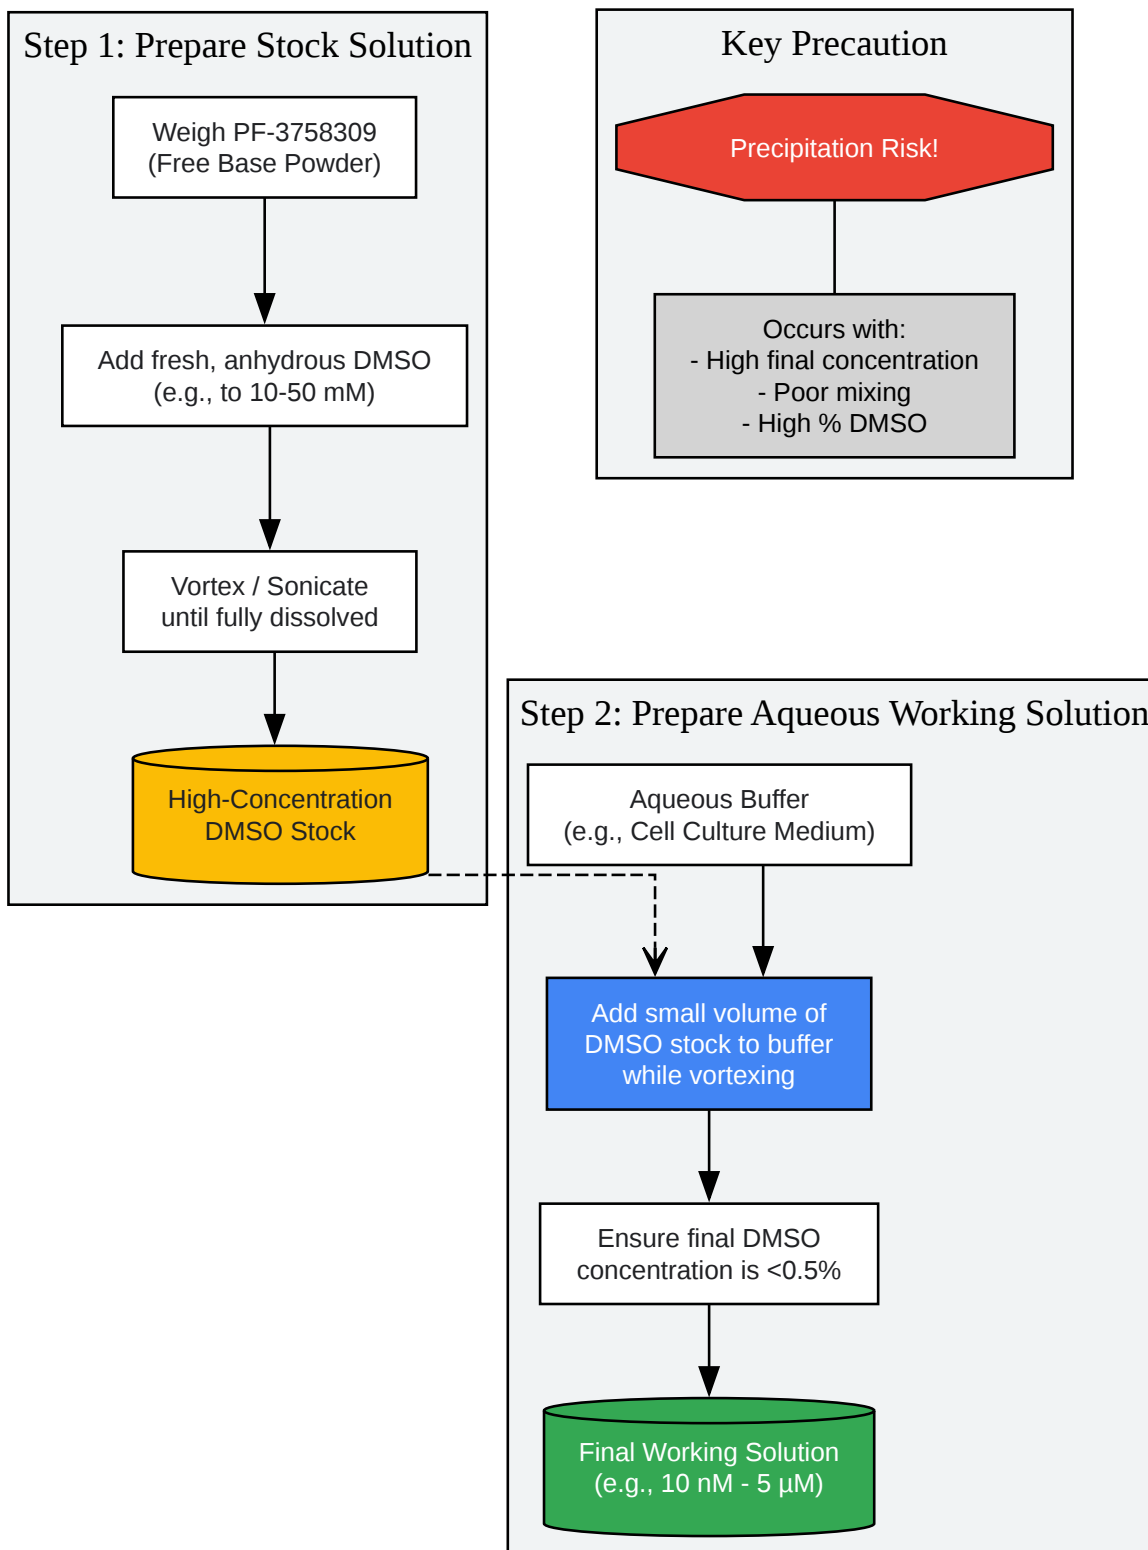 Step 1: Prepare Stock Solution
Weigh PF-3758309
(Free Base Powder)
Add fresh, anhydrous DMSO
(e.g., to 10-50 mM)
Vortex / Sonicate
until fully dissolved
High-Concentration
DMSO Stock
Key Precaution
Precipitation Risk!
Occurs with:
- High final concentration
- Poor mixing
- High % DMSO
Step 2: Prepare Aqueous Working Solution
Aqueous Buffer
(e.g., Cell Culture Medium)
Add small volume of
DMSO stock to buffer
while vortexing
Ensure final DMSO
concentration is <0.5%
Final Working Solution
(e.g., 10 nM - 5 µM)